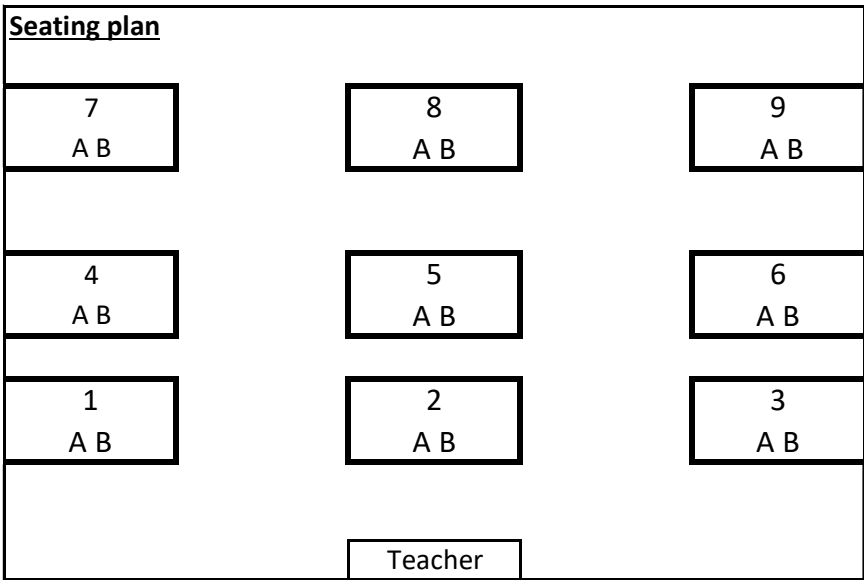 Seating plan
7 8 9
A B A B A B
4 5 6
A B A B A B
1 2 3
A B A B A B
Teacher